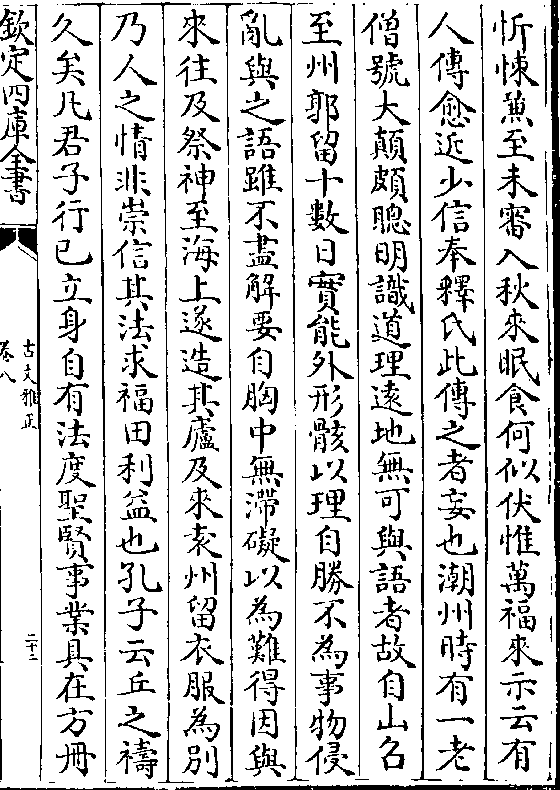 忻悚兼至未審入秋來眠食何似伏惟萬福來示云有
人傳愈近少信奉釋氏此傳之者妄也潮州時有一老
僧號大顛頗聰明識道理遠地無可與語者故自山召
至州郭留十數日實能外形骸以理自勝不為事物侵
亂與之語雖不盡解要自胸中無滯礙以為難得因與
來往及祭神至海上遂造其廬及來袁州留衣服為別
乃人之情非崇信其法求福田利益也孔子云丘之禱
久矣凡君子行已立身自有法度聖賢事業具在方冊
欽定四庫全書
古文雅正
卷八
二十二